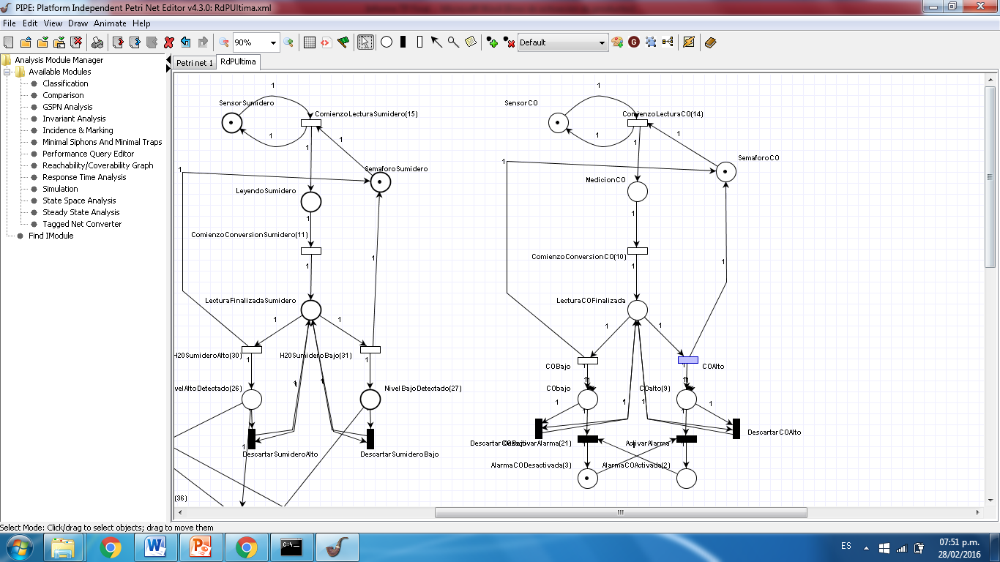 PIPE: Platform Independent Petri Net Editor v4.3.0: RdPUltima.xml
File Edit View Draw Animate Help
90%
Default
Analysis Module Manager
Available Modules
Classification
Comparison
GSPN Analysis
Invariant Analysis
Incidence & Marking
Minimal Siphons And Minimal Traps
Performance Query Editor
Reachability/Coverability Graph
Response Time Analysis
Simulation
State Space Analysis
Steady State Analysis
Tagged Net Converter
Find IModule
Petri net 1 RdPUltima
1
SensorSumidero
ComienzoLecturaSumidero(15)
1
1
1
SemaforoSumidero
1
LeyendoSumidero
1
ComienzoConversionSumidero(11)
1
1
LecturaFinalizadaSumidero
1
1
H20SumideroAlto(30)
H20SumideroBajo(31)
1
1
1
1
velAltoDetectado(26)
NivelBajoDetectado(27)
1
DescartarSumideroAlto
DescartarSumideroBajo
(36)
1
SensorCO
ComienzoLecturaCO(14)
1
1
1
SemaforoCO
1
MedicionCO
1
ComienzoConversionCO(10)
1
1
LecturaCOFinalizada
1
1
COBajo
COAlto
1
1
CObajo
COalto(9)
1
1
1
1
1
1
DescartarCOAlto
ActivarAlarma
AlarmaCODesactivada(3)
AlarmaCOActivada(2)
Select Mode: Click/drag to select objects; drag to move them
ES
07:51 p.m.
28/02/2016